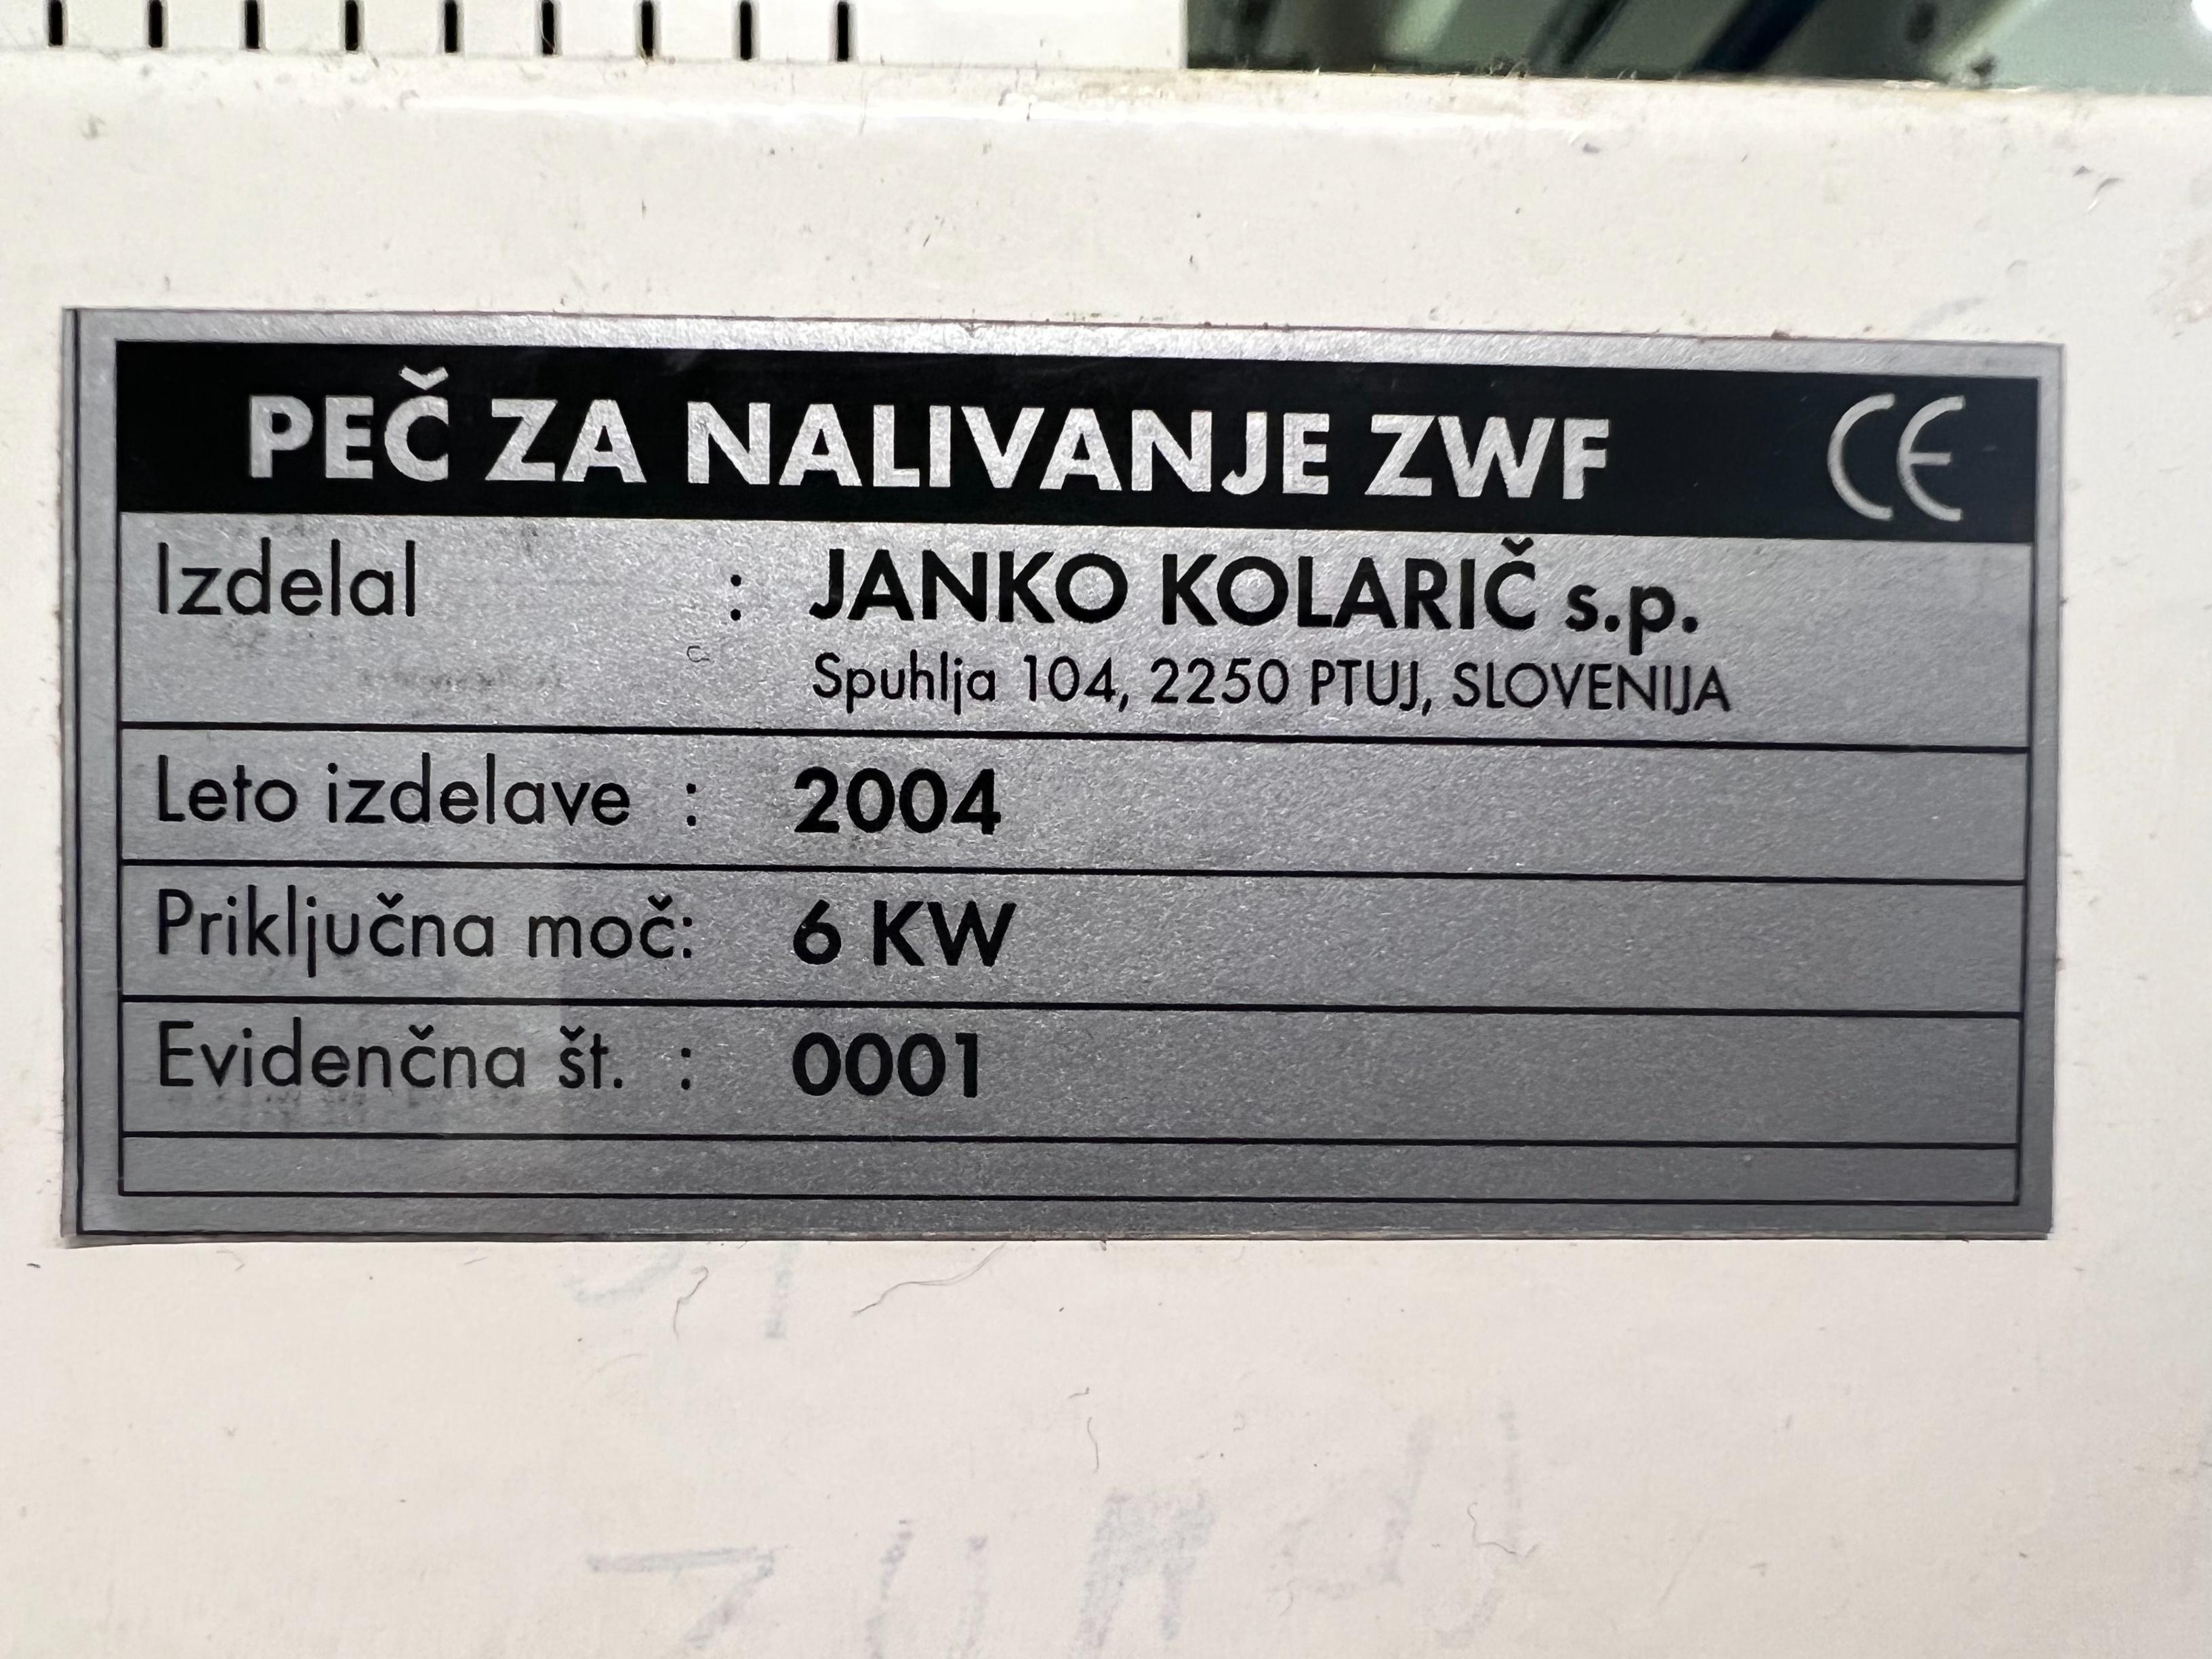 PEČ ZA NALIVANJE ZWF CE
Izdelal : JANKO KOLARIČ s.p.
Spuhlja 104, 2250 PTUJ, SLOVENIJA
Leto izdelave : 2004
Priključna moč: 6 KW
Evidenčna št. : 0001